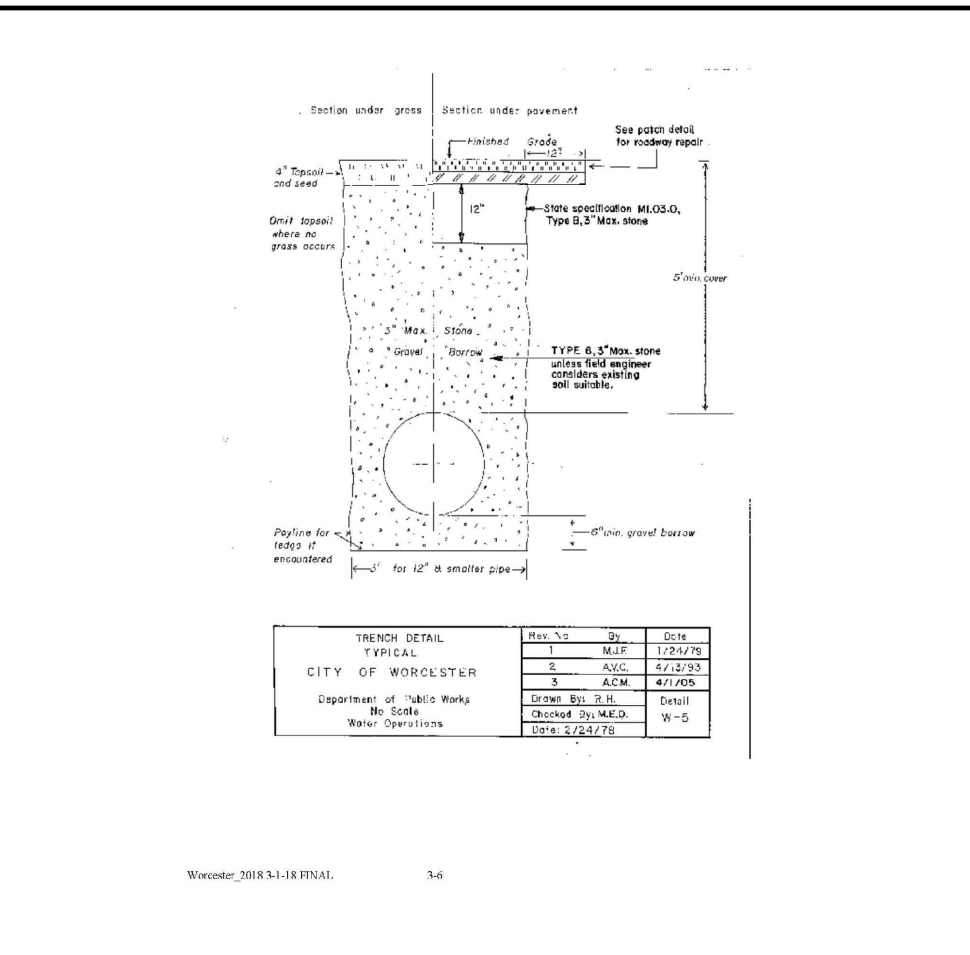 Section under grass
Section under pavement
Finished Grade
12"
See patch detail
for roadway repair
4" Topsoil
and seed
12"
State specification M1.03.0,
Type B, 3" Max. stone
Omit topsoil
where no
grass occurs
5' min. cover
3" Max. Stone
Gravel Borrow
TYPE B, 3" Max. stone
unless field engineer
considers existing
soil suitable.
Payline for
ledge if
encountered
6" min. gravel borrow
3' for 12" & smaller pipe
TRENCH DETAIL
TYPICAL
CITY OF WORCESTER
Department of Public Works
No Scale
Water Operations
Rev. No By Date
1 M.J.F. 1/24/79
2 A.V.C. 4/13/93
3 A.C.M. 4/1/05
Drawn By: R.H.
Checked By: M.E.D.
Date: 2/24/78
Detail
W-5
Worcester_2018 3-1-18 FINAL
3-6